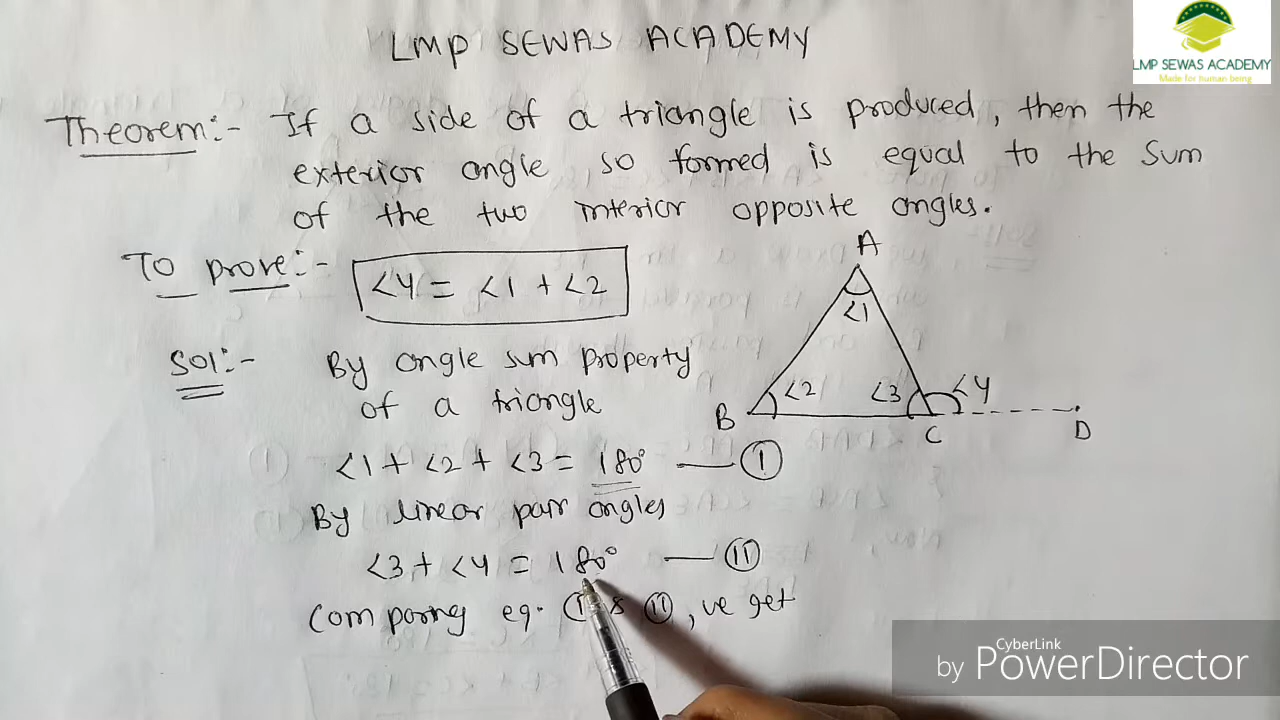 LMP SEWAS ACADEMY
LMP SEWAS ACADEMY
Made for human being
Theorem:- If a side of a triangle is produced, then the
exterior angle, so formed is equal to the sum
of the two interior opposite angles.
To prove:- ∠4 = ∠1 + ∠2
A
∠1
∠2
∠3
∠4
B
C
D
Sol:- By angle sum property
of a triangle
∠1 + ∠2 + ∠3 = 180° — (I)
By linear pair angles
∠3 + ∠4 = 180° — (II)
Comparing eq. (I) & (II), we get
CyberLink
by PowerDirector